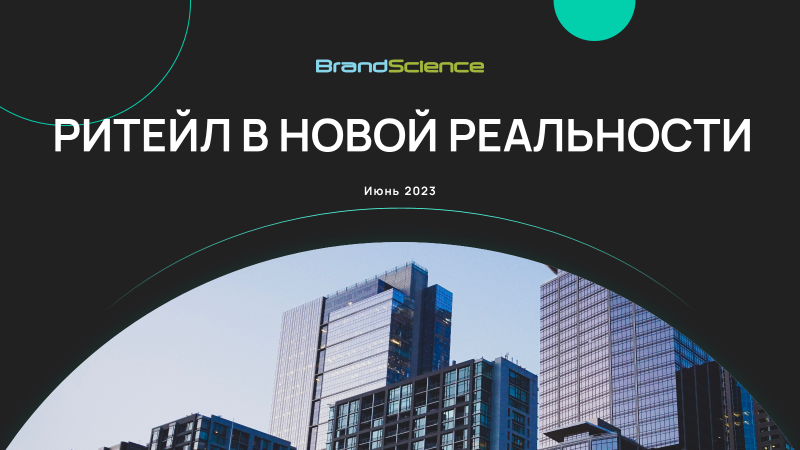 BrandScience
РИТЕЙЛ В НОВОЙ РЕАЛЬНОСТИ
Июнь 2023